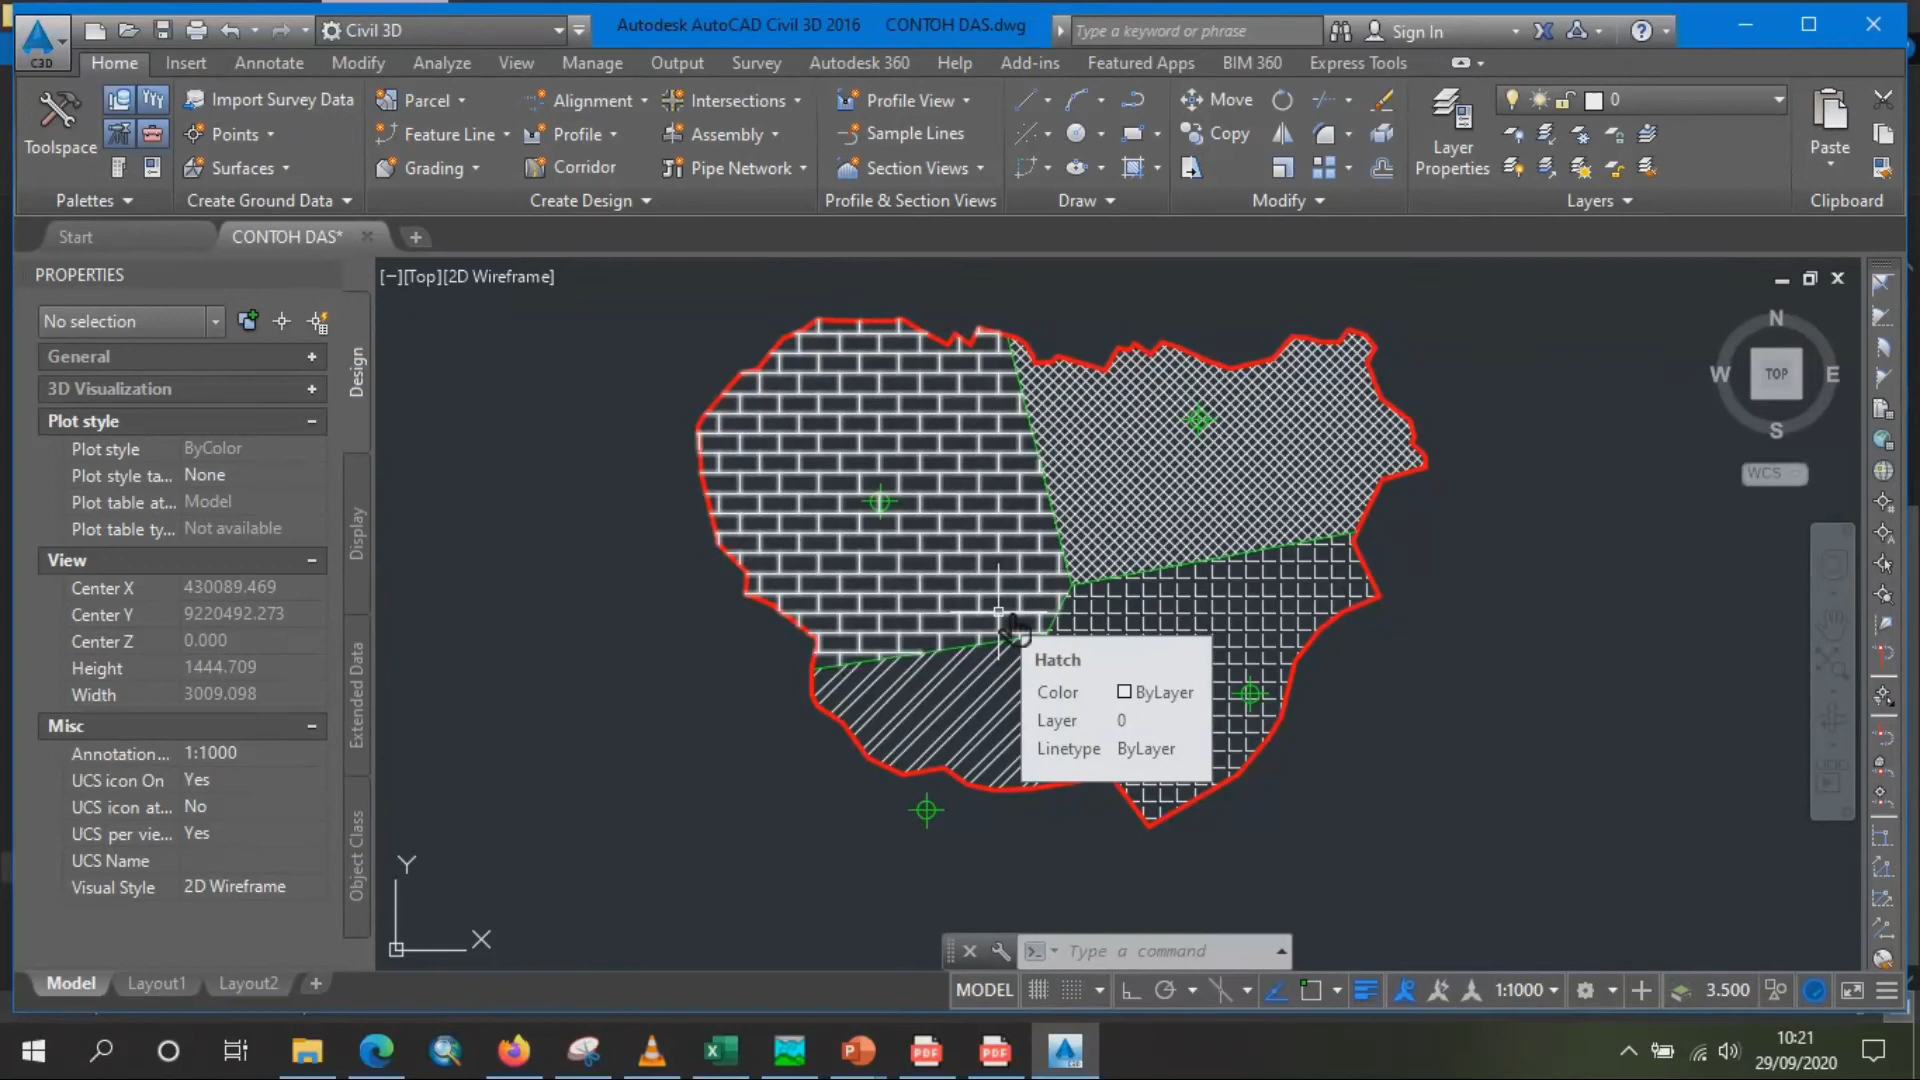 Autodesk AutoCAD Civil 3D 2016 CONTOH DAS.dwg
Civil 3D
Type a keyword or phrase
Sign In
C3D
Home Insert Annotate Modify Analyze View Manage Output Survey Autodesk 360 Help Add-ins Featured Apps BIM 360 Express Tools
Toolspace
Import Survey Data
Points
Surfaces
Parcel
Feature Line
Grading
Alignment
Profile
Corridor
Intersections
Assembly
Pipe Network
Profile View
Sample Lines
Section Views
Move
Copy
Layer
Properties
0
Paste
Palettes
Create Ground Data
Create Design
Profile & Section Views
Draw
Modify
Layers
Clipboard
Start
CONTOH DAS*
PROPERTIES
No selection
General
3D Visualization
Plot style
Plot style ByColor
Plot style ta... None
Plot table at... Model
Plot table ty... Not available
View
Center X 430089.469
Center Y 9220492.273
Center Z 0.000
Height 1444.709
Width 3009.098
Misc
Annotation... 1:1000
UCS icon On Yes
UCS icon at... No
UCS per vie... Yes
UCS Name
Visual Style 2D Wireframe
Design
Display
Extended Data
Object Class
[−][Top][2D Wireframe]
N
W TOP E
S
WCS
Hatch
Color ByLayer
Layer 0
Linetype ByLayer
Y
X
Type a command
Model Layout1 Layout2
MODEL
1:1000
3.500
PDF
PDF
C3D
10:21
29/09/2020